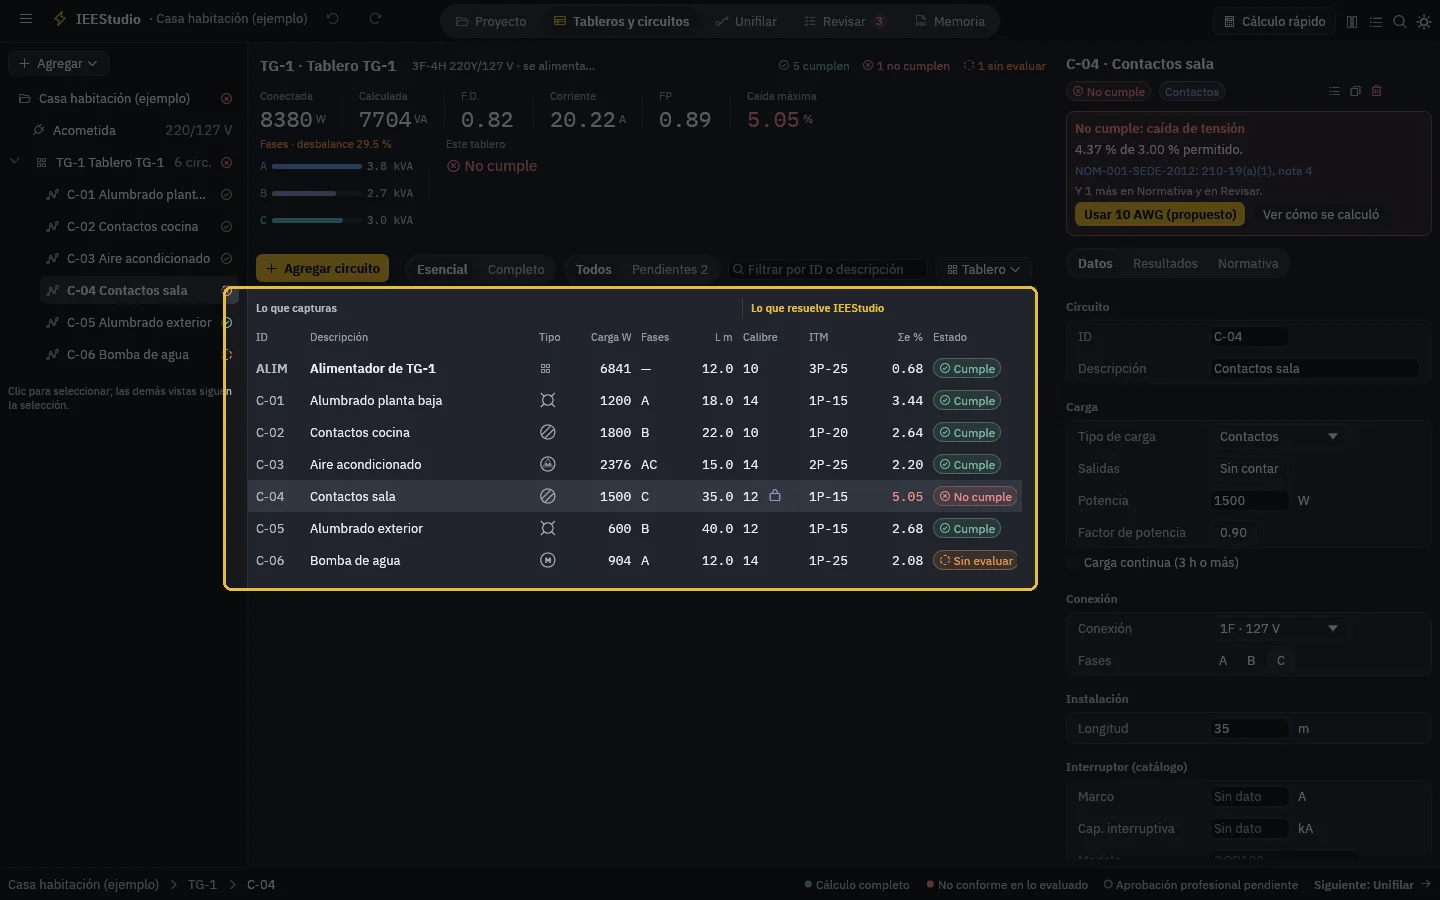 IEEStudio · Casa habitación (ejemplo)
Proyecto
Tableros y circuitos
Unifilar
Revisar 3
Memoria
Cálculo rápido
Agregar
Casa habitación (ejemplo)
Acometida 220/127 V
TG-1 Tablero TG-1 6 circ.
C-01 Alumbrado plant...
C-02 Contactos cocina
C-03 Aire acondicionado
C-04 Contactos sala
C-05 Alumbrado exterior
C-06 Bomba de agua
Clic para seleccionar; las demás vistas siguen
la selección.
TG-1 · Tablero TG-1 3F-4H 220Y/127 V · se alimenta...
5 cumplen 1 no cumplen 1 sin evaluar
Conectada Calculada F.D. Corriente FP Caída máxima
8380 W 7704 VA 0.82 20.22 A 0.89 5.05 %
Fases · desbalance 29.5 % Este tablero
A 3.8 kVA No cumple
B 2.7 kVA
C 3.0 kVA
Agregar circuito Esencial Completo Todos Pendientes 2 Filtrar por ID o descripción Tablero
Lo que capturas Lo que resuelve IEEStudio
ID Descripción Tipo Carga W Fases L m Calibre ITM Σe % Estado
ALIM Alimentador de TG-1 6841 — 12.0 10 3P-25 0.68 Cumple
C-01 Alumbrado planta baja 1200 A 18.0 14 1P-15 3.44 Cumple
C-02 Contactos cocina 1800 B 22.0 10 1P-20 2.64 Cumple
C-03 Aire acondicionado 2376 AC 15.0 14 2P-25 2.20 Cumple
C-04 Contactos sala 1500 C 35.0 12 1P-15 5.05 No cumple
C-05 Alumbrado exterior 600 B 40.0 12 1P-15 2.68 Cumple
C-06 Bomba de agua M 904 A 12.0 14 1P-25 2.08 Sin evaluar
C-04 · Contactos sala
No cumple Contactos
No cumple: caída de tensión
4.37 % de 3.00 % permitido.
NOM-001-SEDE-2012: 210-19(a)(1), nota 4
Y 1 más en Normativa y en Revisar.
Usar 10 AWG (propuesto) Ver cómo se calculó
Datos Resultados Normativa
Circuito
ID C-04
Descripción Contactos sala
Carga
Tipo de carga Contactos
Salidas Sin contar
Potencia 1500 W
Factor de potencia 0.90
Carga continua (3 h o más)
Conexión
Conexión 1F · 127 V
Fases A B C
Instalación
Longitud 35 m
Interruptor (catálogo)
Marco Sin dato A
Cap. interruptiva Sin dato kA
Casa habitación (ejemplo) TG-1 C-04
Cálculo completo No conforme en lo evaluado Aprobación profesional pendiente Siguiente: Unifilar